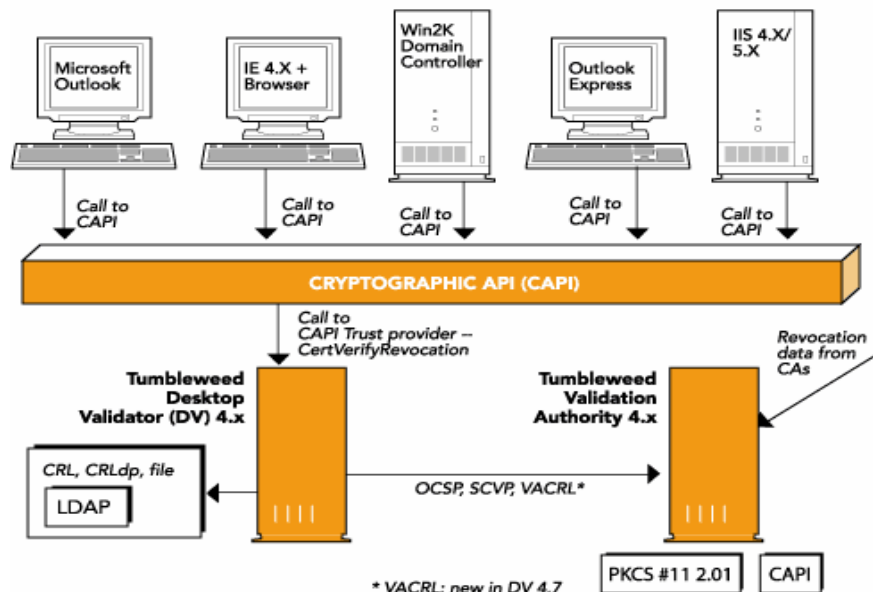 Microsoft
Outlook
IE 4.X +
Browser
Win2K
Domain
Controller
Outlook
Express
IIS 4.X/
5.X
Call to
CAPI
Call to
CAPI
Call to
CAPI
Call to
CAPI
Call to
CAPI
CRYPTOGRAPHIC API (CAPI)
Call to
CAPI Trust provider --
CertVerifyRevocation
Revocation
data from
CAs
Tumbleweed
Desktop
Validator (DV) 4.x
Tumbleweed
Validation
Authority 4.x
CRL, CRLdp, file
LDAP
OCSP, SCVP, VACRL*
* VACRL: new in DV 4.7
PKCS #11 2.01
CAPI